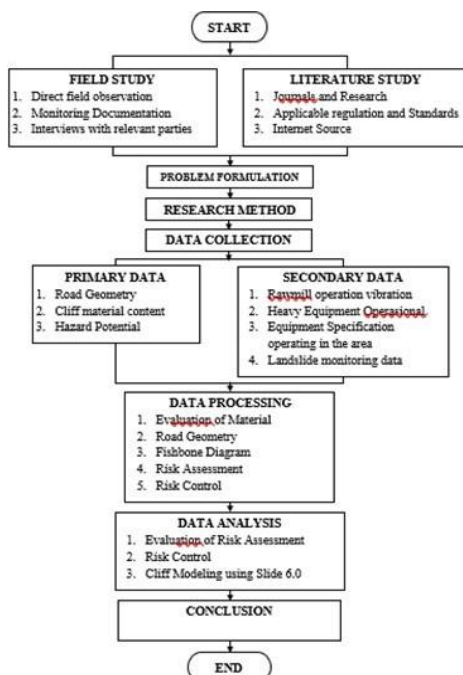 START
FIELD STUDY
1. Direct field observation
2. Monitoring Documentation
3. Interviews with relevant parties
LITERATURE STUDY
1. Journals and Research
2. Applicable regulation and Standards
3. Internet Source
PROBLEM FORMULATION
RESEARCH METHOD
DATA COLLECTION
PRIMARY DATA
1. Road Geometry
2. Cliff material content
3. Hazard Potential
SECONDARY DATA
1. Rawmill operation vibration
2. Heavy Equipment Operasional
3. Equipment Specification
operating in the area
4. Landslide monitoring data
DATA PROCESSING
1. Evaluation of Material
2. Road Geometry
3. Fishbone Diagram
4. Risk Assessment
5. Risk Control
DATA ANALYSIS
1. Evaluation of Risk Assessment
2. Risk Control
3. Cliff Modeling using Slide 6.0
CONCLUSION
END